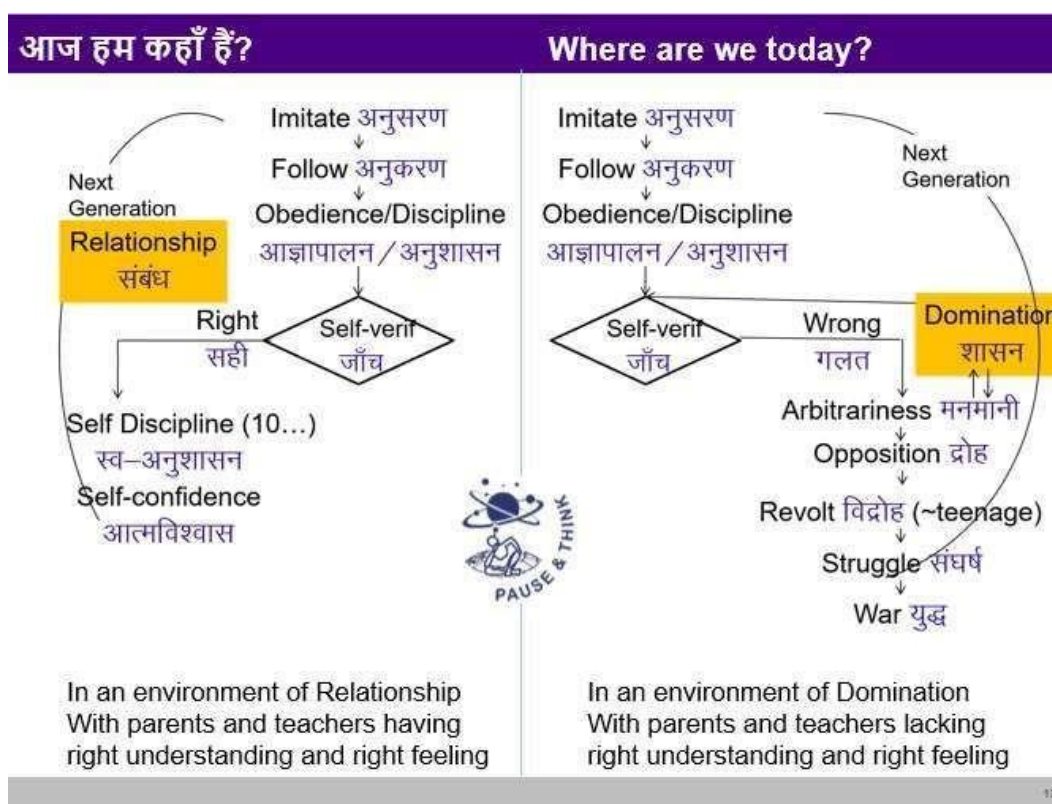 आज हम कहाँ हैं?
Where are we today?
Imitate अनुसरण
Follow अनुकरण
Next
Generation
Obedience/Discipline
आज्ञापालन / अनुशासन
Relationship
संबंध
Right
सही
Self-verif
जाँच
Self Discipline (10...)
स्व–अनुशासन
Self-confidence
आत्मविश्वास
In an environment of Relationship
With parents and teachers having
right understanding and right feeling
PAUSE & THINK
Imitate अनुसरण
Follow अनुकरण
Next
Generation
Obedience/Discipline
आज्ञापालन / अनुशासन
Self-verif
जाँच
Wrong
गलत
Domination
शासन
Arbitrariness मनमानी
Opposition द्रोह
Revolt विद्रोह (~teenage)
Struggle संघर्ष
War युद्ध
In an environment of Domination
With parents and teachers lacking
right understanding and right feeling